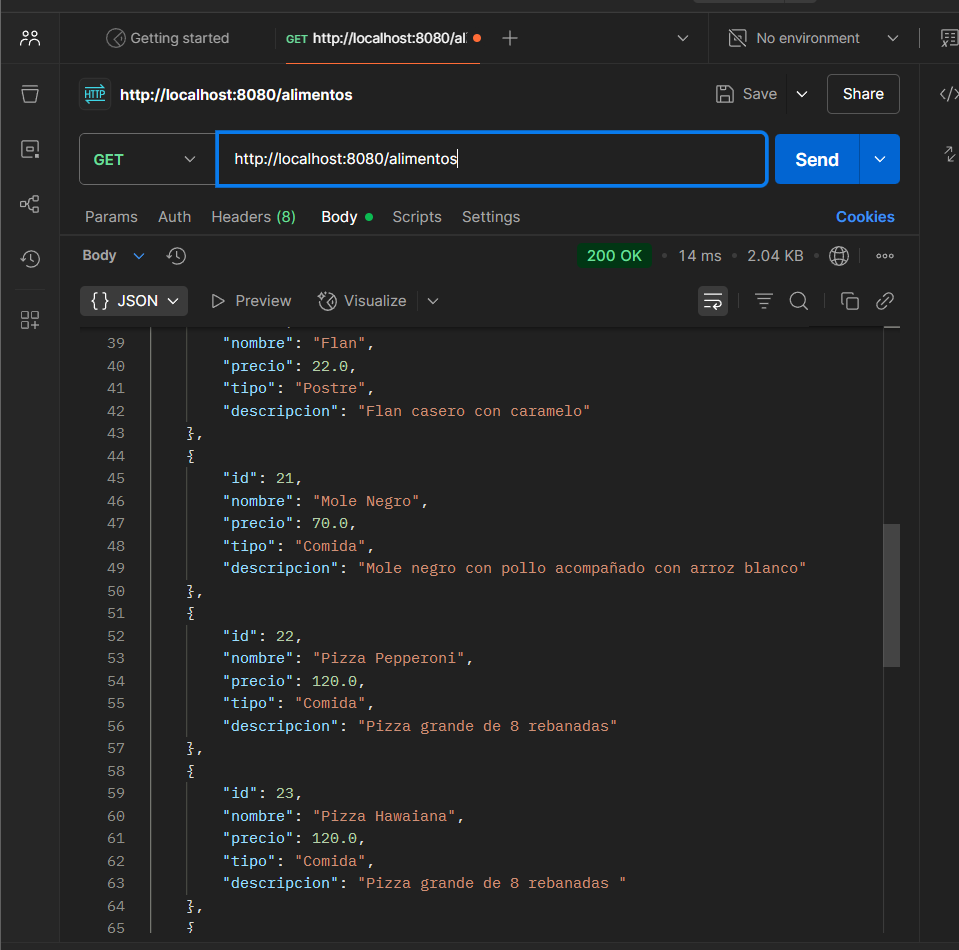 Getting started
GET http://localhost:8080/al
No environment
HTTP http://localhost:8080/alimentos
Save
Share
GET
http://localhost:8080/alimentos
Send
Params Auth Headers (8) Body Scripts Settings
Cookies
Body
200 OK • 14 ms • 2.04 KB •
{} JSON
Preview
Visualize
39 "nombre": "Flan",
40 "precio": 22.0,
41 "tipo": "Postre",
42 "descripcion": "Flan casero con caramelo"
43 },
44 {
45 "id": 21,
46 "nombre": "Mole Negro",
47 "precio": 70.0,
48 "tipo": "Comida",
49 "descripcion": "Mole negro con pollo acompañado con arroz blanco"
50 },
51 {
52 "id": 22,
53 "nombre": "Pizza Pepperoni",
54 "precio": 120.0,
55 "tipo": "Comida",
56 "descripcion": "Pizza grande de 8 rebanadas"
57 },
58 {
59 "id": 23,
60 "nombre": "Pizza Hawaiana",
61 "precio": 120.0,
62 "tipo": "Comida",
63 "descripcion": "Pizza grande de 8 rebanadas "
64 },
65 {